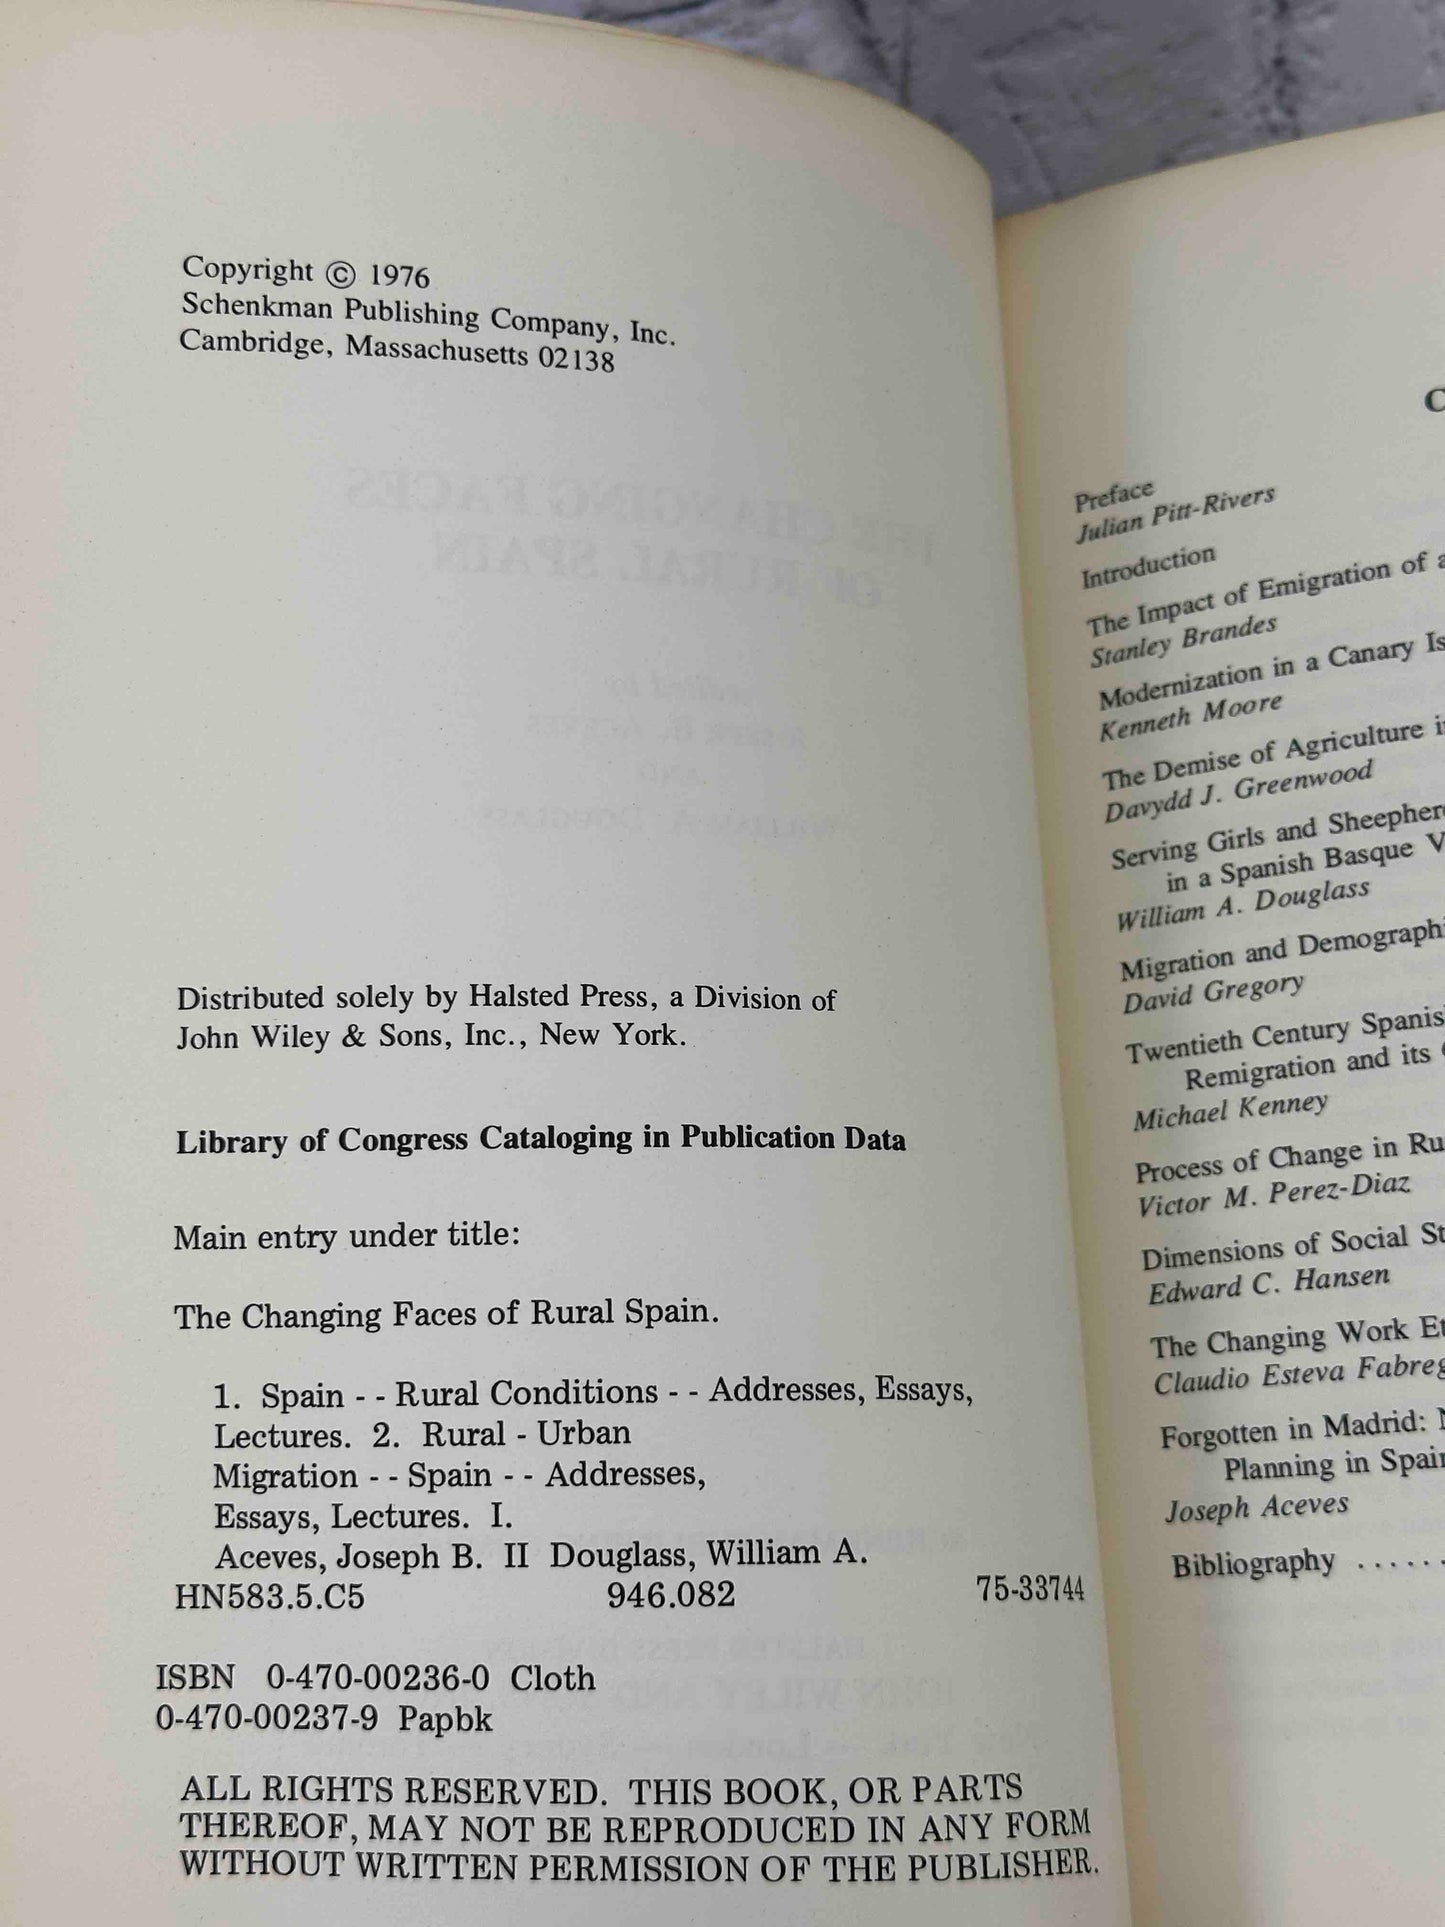 Copyright © 1976
Schenkman Publishing Company, Inc.
Cambridge, Massachusetts 02138
Distributed solely by Halsted Press, a Division of
John Wiley & Sons, Inc., New York.
Library of Congress Cataloging in Publication Data
Main entry under title:
The Changing Faces of Rural Spain.
1. Spain - - Rural Conditions - - Addresses, Essays,
Lectures. 2. Rural - Urban
Migration - - Spain - - Addresses,
Essays, Lectures. I.
Aceves, Joseph B. II Douglass, William A.
HN583.5.C5 946.082 75-33744
ISBN 0-470-00236-0 Cloth
0-470-00237-9 Papbk
ALL RIGHTS RESERVED. THIS BOOK, OR PARTS
THEREOF, MAY NOT BE REPRODUCED IN ANY FORM
WITHOUT WRITTEN PERMISSION OF THE PUBLISHER.
Preface
Julian Pitt-Rivers
Introduction
The Impact of Emigration of
Stanley Brandes
Modernization in a Canary
Kenneth Moore
The Demise of Agriculture
Davydd J. Greenwood
Serving Girls and
in a Spanish Basque
William A. Douglass
Migration and
David Gregory
Twentieth Century
Remigration and its
Michael Kenney
Process of Change in
Victor M. Perez-Diaz
Dimensions of Social
Edward C. Hansen
The Changing Work
Claudio Esteva
Forgotten in Madrid:
Planning in
Joseph Aceves
Bibliography ......